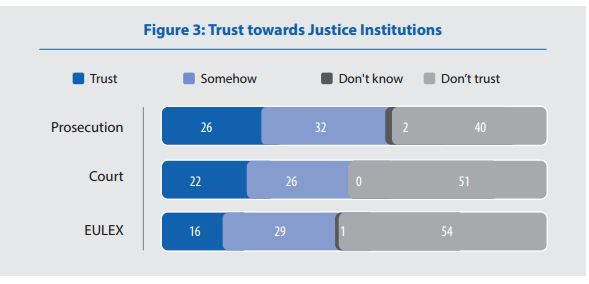 Figure 3: Trust towards Justice Institutions
Trust Somehow Don't know Don't trust
Prosecution 26 32 2 40
Court 22 26 0 51
EULEX 16 29 1 54